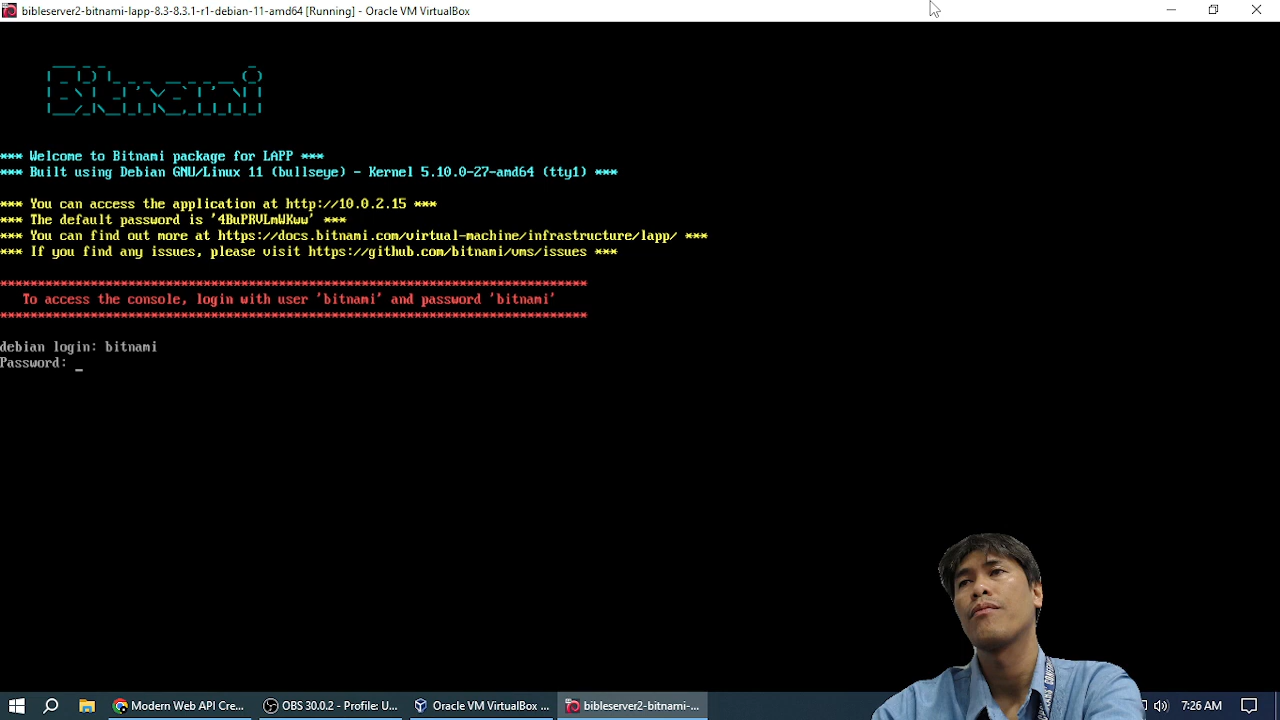 bibleserver2-bitnami-lapp-8.3-8.3.1-r1-debian-11-amd64 [Running] - Oracle VM VirtualBox
Bitnami
*** Welcome to Bitnami package for LAPP ***
*** Built using Debian GNU/Linux 11 (bullseye) - Kernel 5.10.0-27-amd64 (tty1) ***
*** You can access the application at http://10.0.2.15 ***
*** The default password is '4BuPRVLmWKww' ***
*** You can find out more at https://docs.bitnami.com/virtual-machine/infrastructure/lapp/ ***
*** If you find any issues, please visit https://github.com/bitnami/vms/issues ***
******************************************************************************
To access the console, login with user 'bitnami' and password 'bitnami'
******************************************************************************
debian login: bitnami
Password: _
Modern Web API Cre... OBS 30.0.2 - Profile: U... Oracle VM VirtualBox ... bibleserver2-bitnami-... 7:26 AM